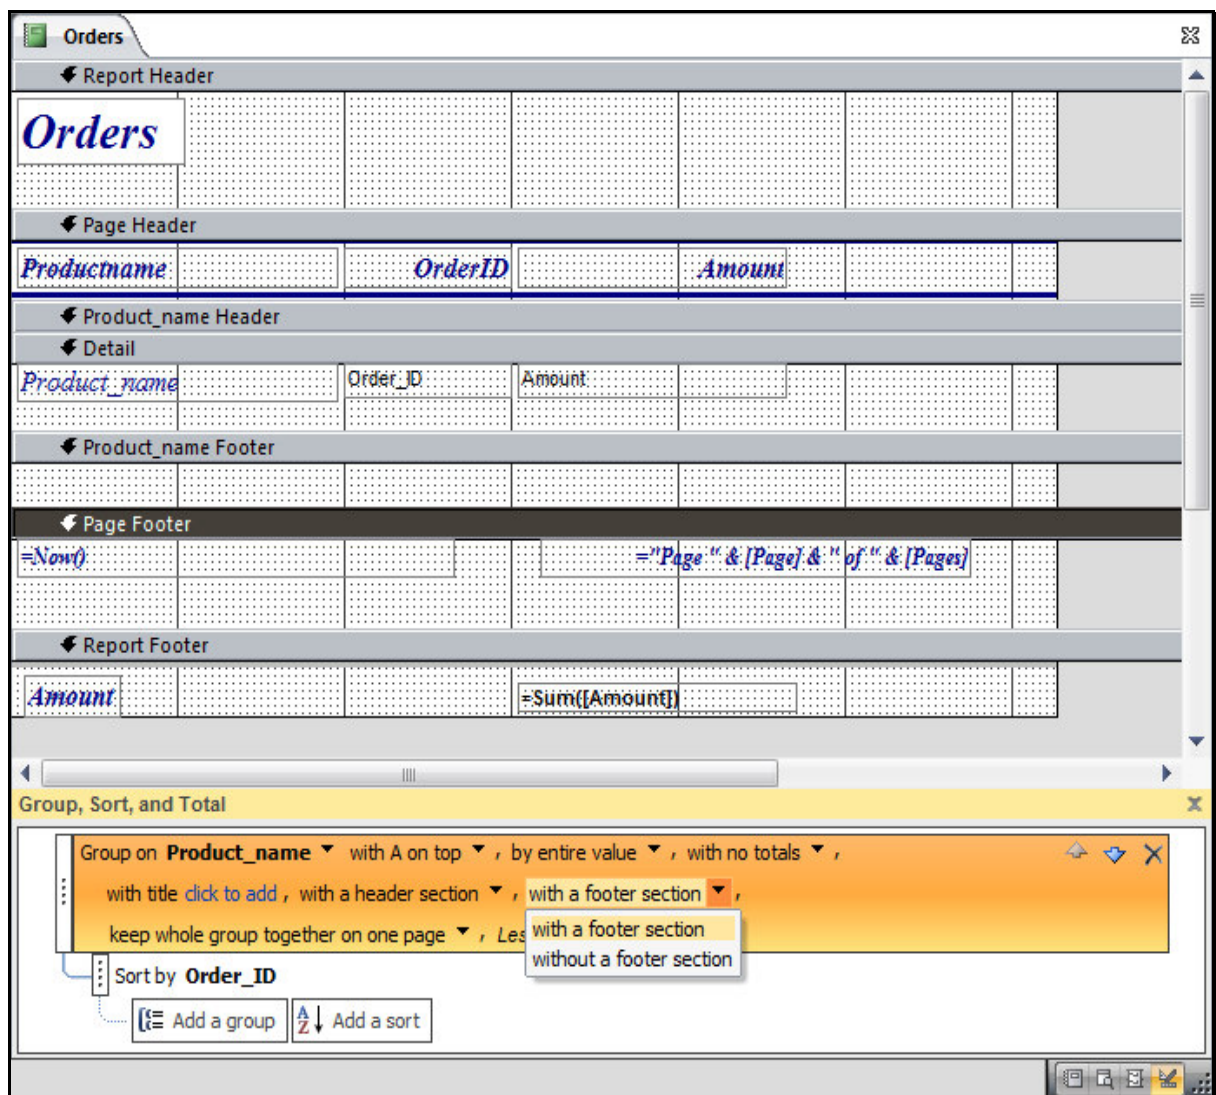 Orders
Report Header
Orders
Page Header
Productname OrderID Amount
Product_name Header
Detail
Product_name Order_ID Amount
Product_name Footer
Page Footer
=Now() ="Page " & [Page] & " of " & [Pages]
Report Footer
Amount =Sum([Amount])
Group, Sort, and Total
Group on Product_name with A on top , by entire value , with no totals ,
with title click to add , with a header section , with a footer section ,
keep whole group together on one page , Les
with a footer section
without a footer section
Sort by Order_ID
Add a group Add a sort